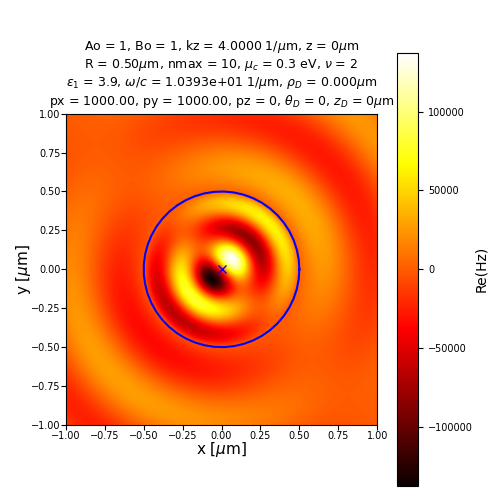 Ao = 1, Bo = 1, kz = 4.0000 1/μm, z = 0μm
R = 0.50μm, nmax = 10, μc = 0.3 eV, ν = 2
ε1 = 3.9, ω/c = 1.0393e+01 1/μm, ρD = 0.000μm
px = 1000.00, py = 1000.00, pz = 0, θD = 0, zD = 0μm
1.00
0.75
0.50
0.25
0.00
−0.25
−0.50
−0.75
−1.00
y [μm]
−1.00 −0.75 −0.50 −0.25 0.00 0.25 0.50 0.75 1.00
x [μm]
100000
50000
0
−50000
−100000
Re(Hz)